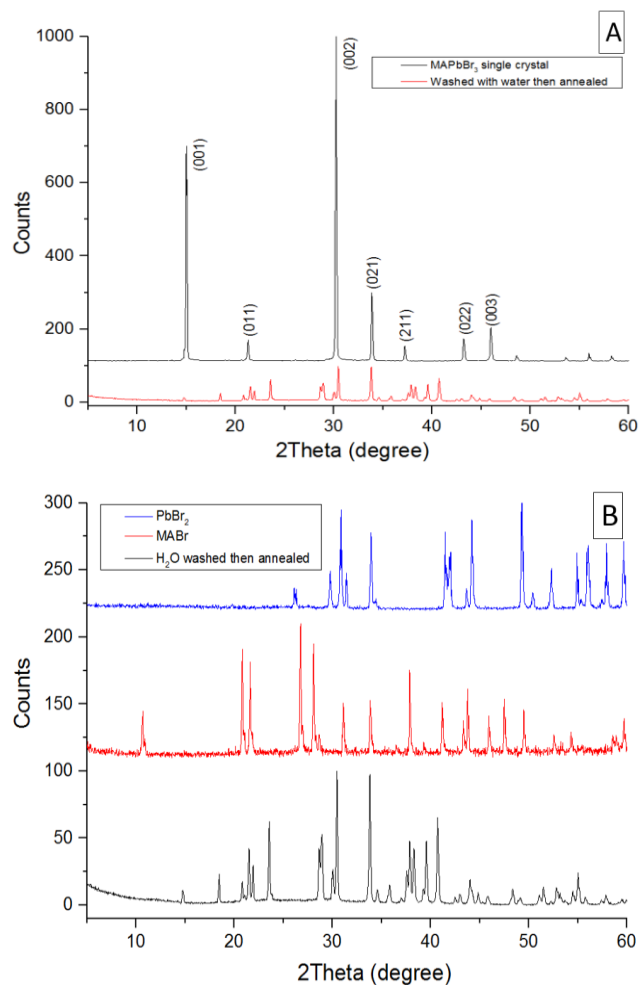 A
1000
800
600
400
200
0
Counts
(001)
(011)
(002)
(021)
(211)
(022)
(003)
MAPbBr₃ single crystal
Washed with water then annealed
10 20 30 40 50 60
2Theta (degree)
B
300
250
200
150
100
50
0
Counts
PbBr₂
MABr
H₂O washed then annealed
10 20 30 40 50 60
2Theta (degree)